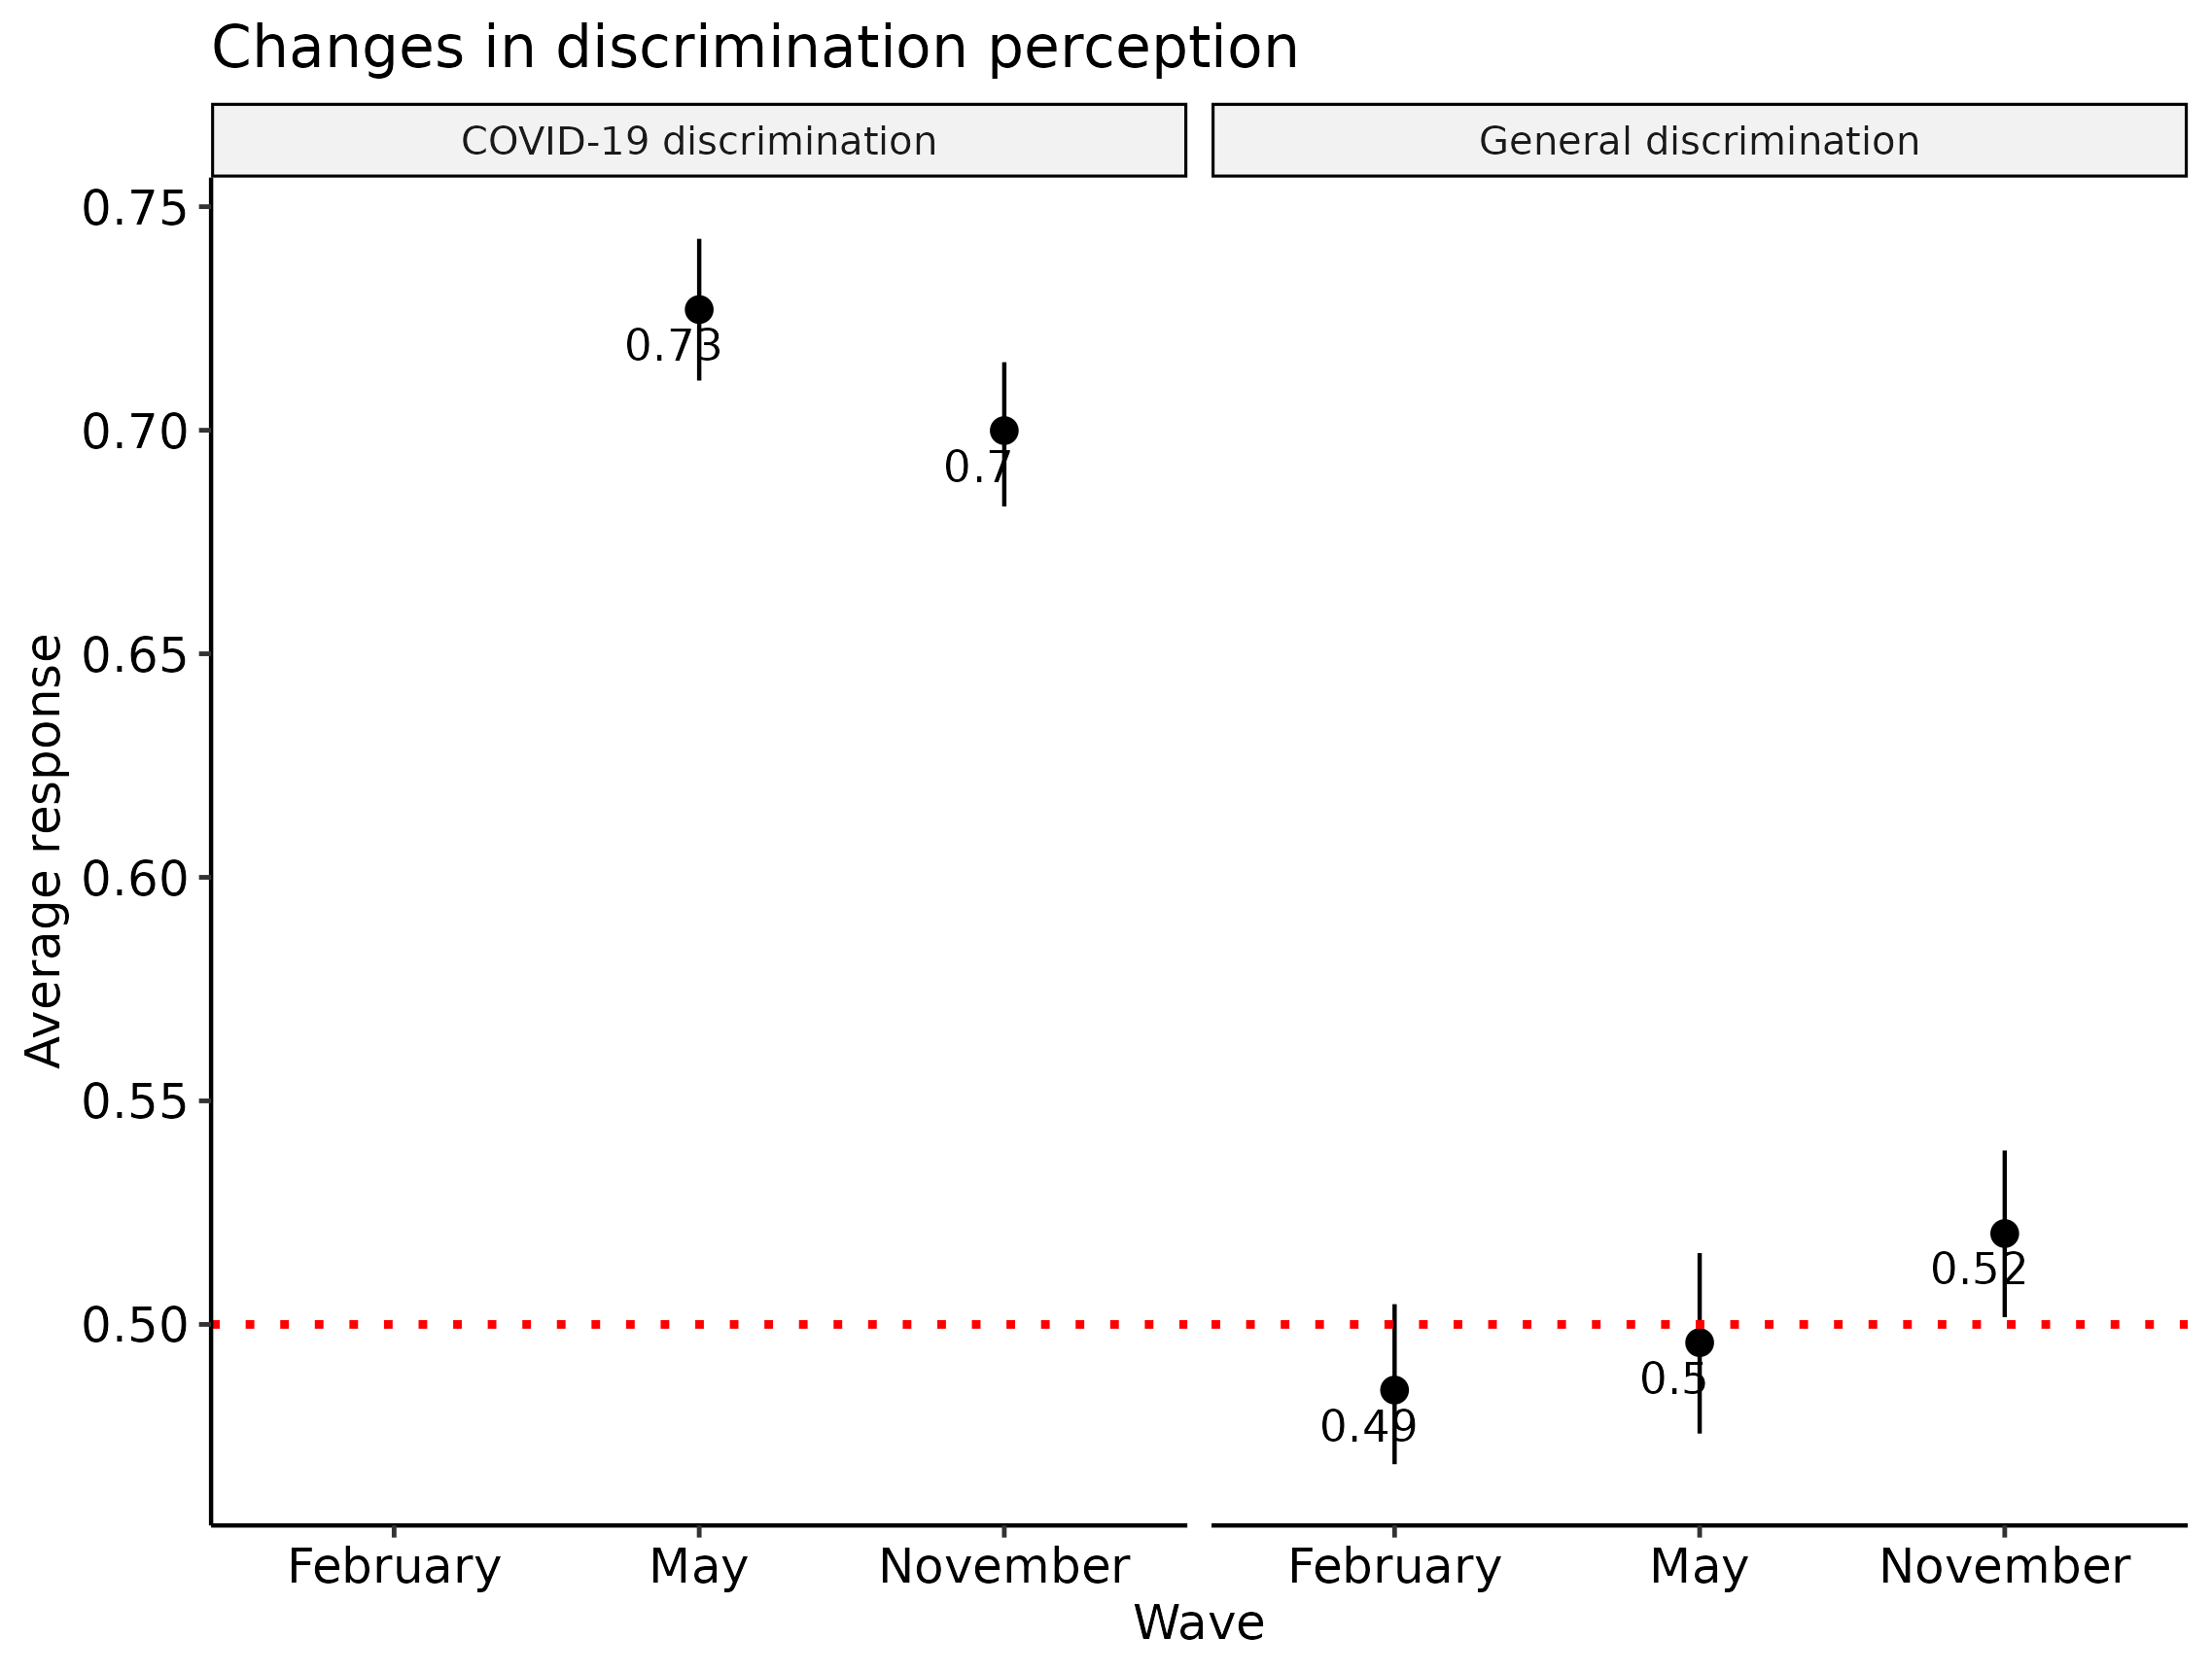 Changes in discrimination perception
COVID-19 discrimination
General discrimination
Average response
0.75
0.70
0.65
0.60
0.55
0.50
0.73
0.7
0.49
0.5
0.52
February May November
February May November
Wave